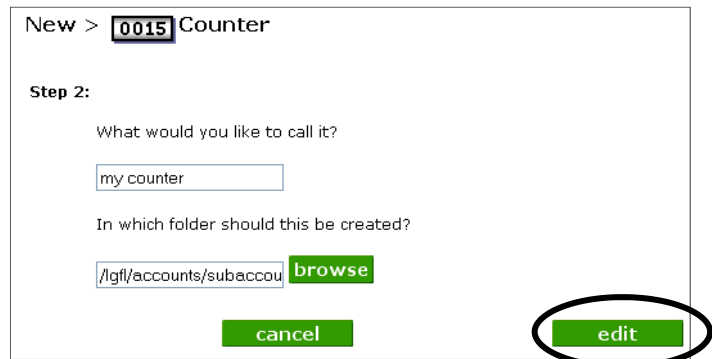 New > 0015 Counter
Step 2:
What would you like to call it?
my counter
In which folder should this be created?
/lgfl/accounts/subaccou browse
cancel edit